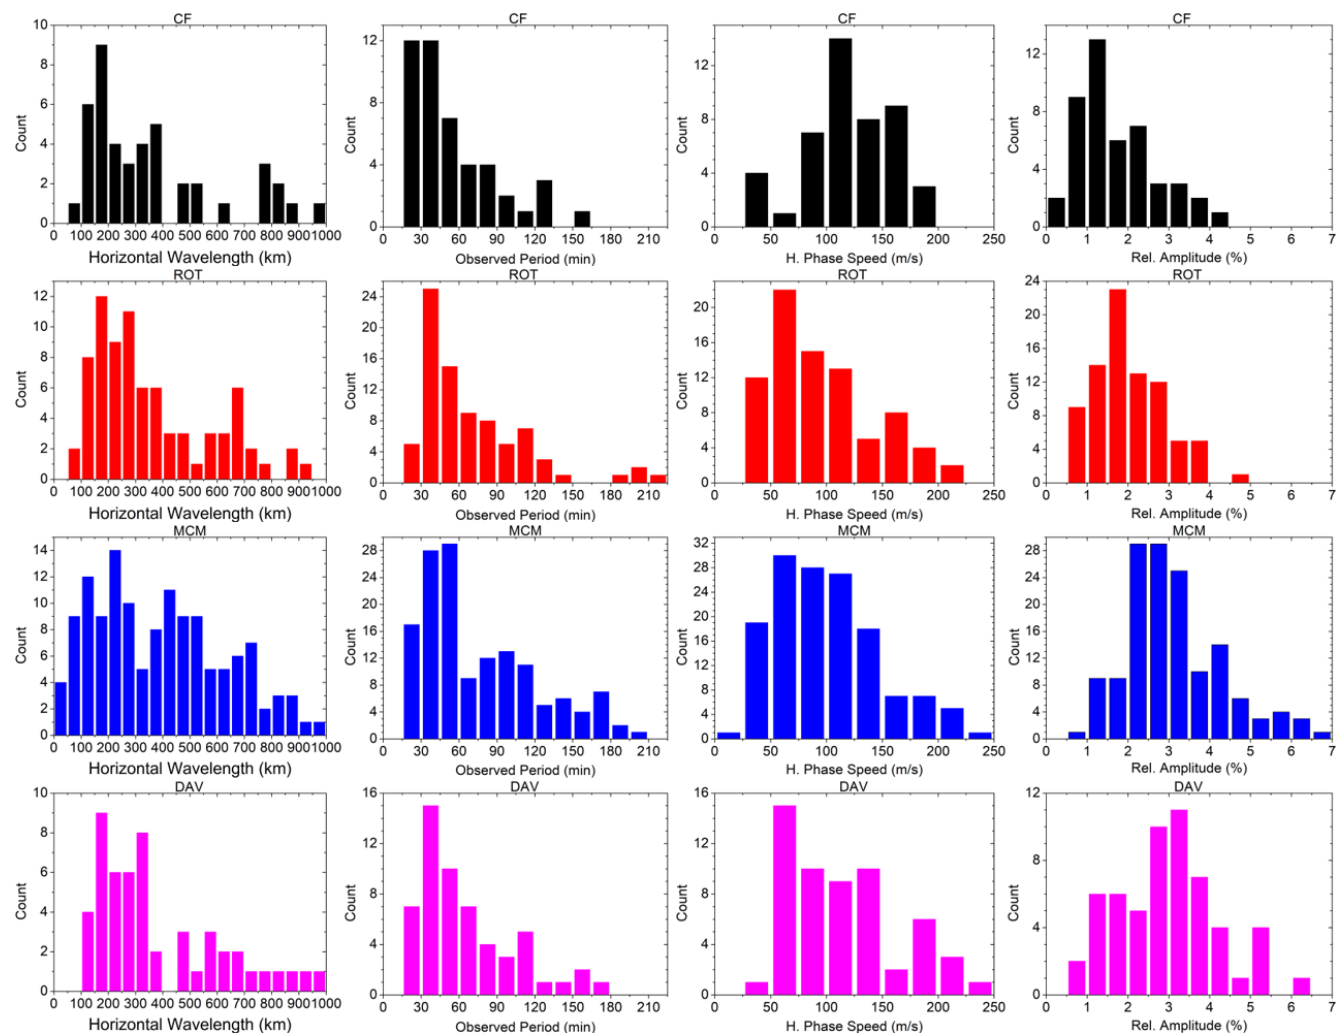 CF
10
8
6
4
2
0
Count
0 100 200 300 400 500 600 700 800 900 1000
Horizontal Wavelength (km)
CF
12
8
4
0
Count
30 60 90 120 150 180 210
Observed Period (min)
CF
12
8
4
0
Count
0 50 100 150 200 250
H. Phase Speed (m/s)
CF
12
8
4
0
Count
0 1 2 3 4 5 6 7
Rel. Amplitude (%)
ROT
12
10
8
6
4
2
0
Count
0 100 200 300 400 500 600 700 800 900 1000
Horizontal Wavelength (km)
ROT
24
20
16
12
8
4
0
Count
30 60 90 120 150 180 210
Observed Period (min)
ROT
20
16
12
8
4
0
Count
0 50 100 150 200 250
H. Phase Speed (m/s)
ROT
24
20
16
12
8
4
0
Count
0 1 2 3 4 5 6 7
Rel. Amplitude (%)
MCM
14
12
10
8
6
4
2
0
Count
0 100 200 300 400 500 600 700 800 900 1000
Horizontal Wavelength (km)
MCM
28
24
20
16
12
8
4
0
Count
30 60 90 120 150 180 210
Observed Period (min)
MCM
32
28
24
20
16
12
8
4
0
Count
0 50 100 150 200 250
H. Phase Speed (m/s)
MCM
28
24
20
16
12
8
4
0
Count
0 1 2 3 4 5 6 7
Rel. Amplitude (%)
DAV
10
8
6
4
2
0
Count
0 100 200 300 400 500 600 700 800 900 1000
Horizontal Wavelength (km)
DAV
16
12
8
4
0
Count
30 60 90 120 150 180 210
Observed Period (min)
DAV
16
12
8
4
0
Count
0 50 100 150 200 250
H. Phase Speed (m/s)
DAV
12
8
4
0
Count
0 1 2 3 4 5 6 7
Rel. Amplitude (%)